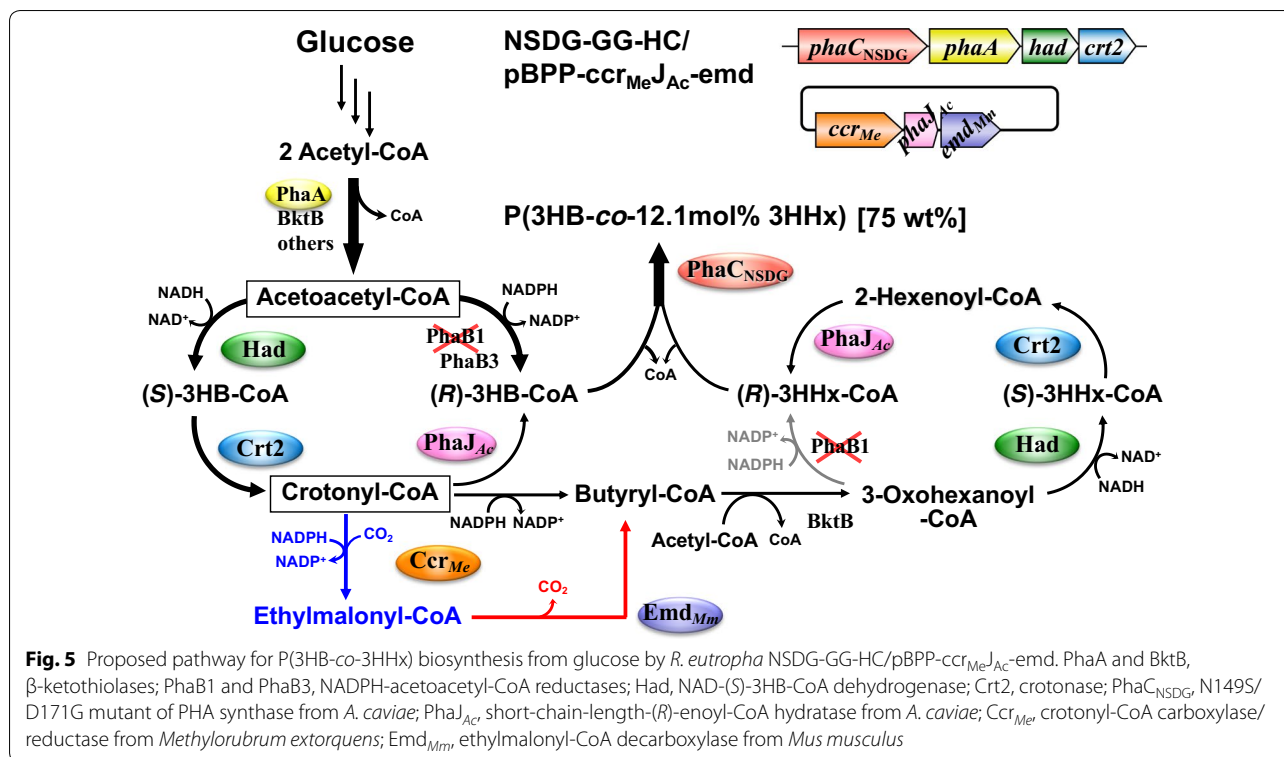 Glucose
NSDG-GG-HC/
pBPP-ccrMeJAc-emd
phaCNSDG
phaA
had
crt2
ccrMe
phaJAc
emdMm
2 Acetyl-CoA
PhaA
BktB
others
CoA
P(3HB-co-12.1mol% 3HHx) [75 wt%]
PhaCNSDG
NADH
NAD+
Acetoacetyl-CoA
NADPH
NADP+
2-Hexenoyl-CoA
Had
PhaB1
PhaB3
CoA
PhaJAc
Crt2
(S)-3HB-CoA
(R)-3HB-CoA
(R)-3HHx-CoA
(S)-3HHx-CoA
Crt2
PhaJAc
NADP+
NADPH
PhaB1
Had
NAD+
NADH
Crotonyl-CoA
NADPH NADP+
Butyryl-CoA
Acetyl-CoA
CoA
BktB
3-Oxohexanoyl
-CoA
NADPH
CO2
NADP+
CcrMe
Ethylmalonyl-CoA
CO2
EmdMm
Fig. 5 Proposed pathway for P(3HB-co-3HHx) biosynthesis from glucose by R. eutropha NSDG-GG-HC/pBPP-ccrMeJAc-emd. PhaA and BktB,
β-ketothiolases; PhaB1 and PhaB3, NADPH-acetoacetyl-CoA reductases; Had, NAD-(S)-3HB-CoA dehydrogenase; Crt2, crotonase; PhaCNSDG, N149S/
D171G mutant of PHA synthase from A. caviae; PhaJAc, short-chain-length-(R)-enoyl-CoA hydratase from A. caviae; CcrMe, crotonyl-CoA carboxylase/
reductase from Methylorubrum extorquens; EmdMm, ethylmalonyl-CoA decarboxylase from Mus musculus